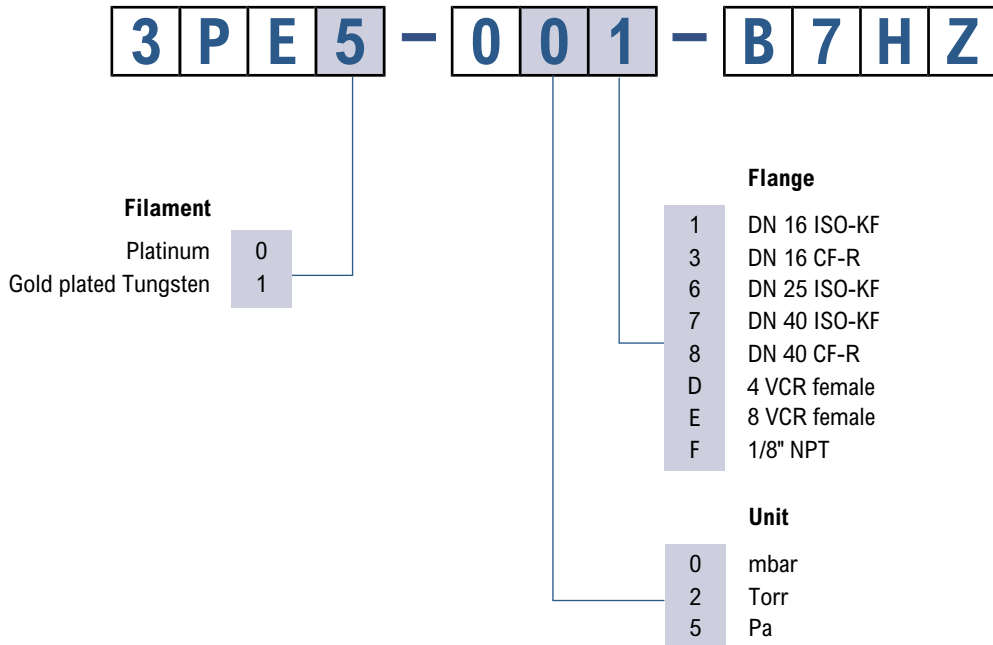 3PE5 – 001 – B7HZ
Filament
Platinum 0
Gold plated Tungsten 1
Flange
1 DN 16 ISO-KF
3 DN 16 CF-R
6 DN 25 ISO-KF
7 DN 40 ISO-KF
8 DN 40 CF-R
D 4 VCR female
E 8 VCR female
F 1/8" NPT
Unit
0 mbar
2 Torr
5 Pa